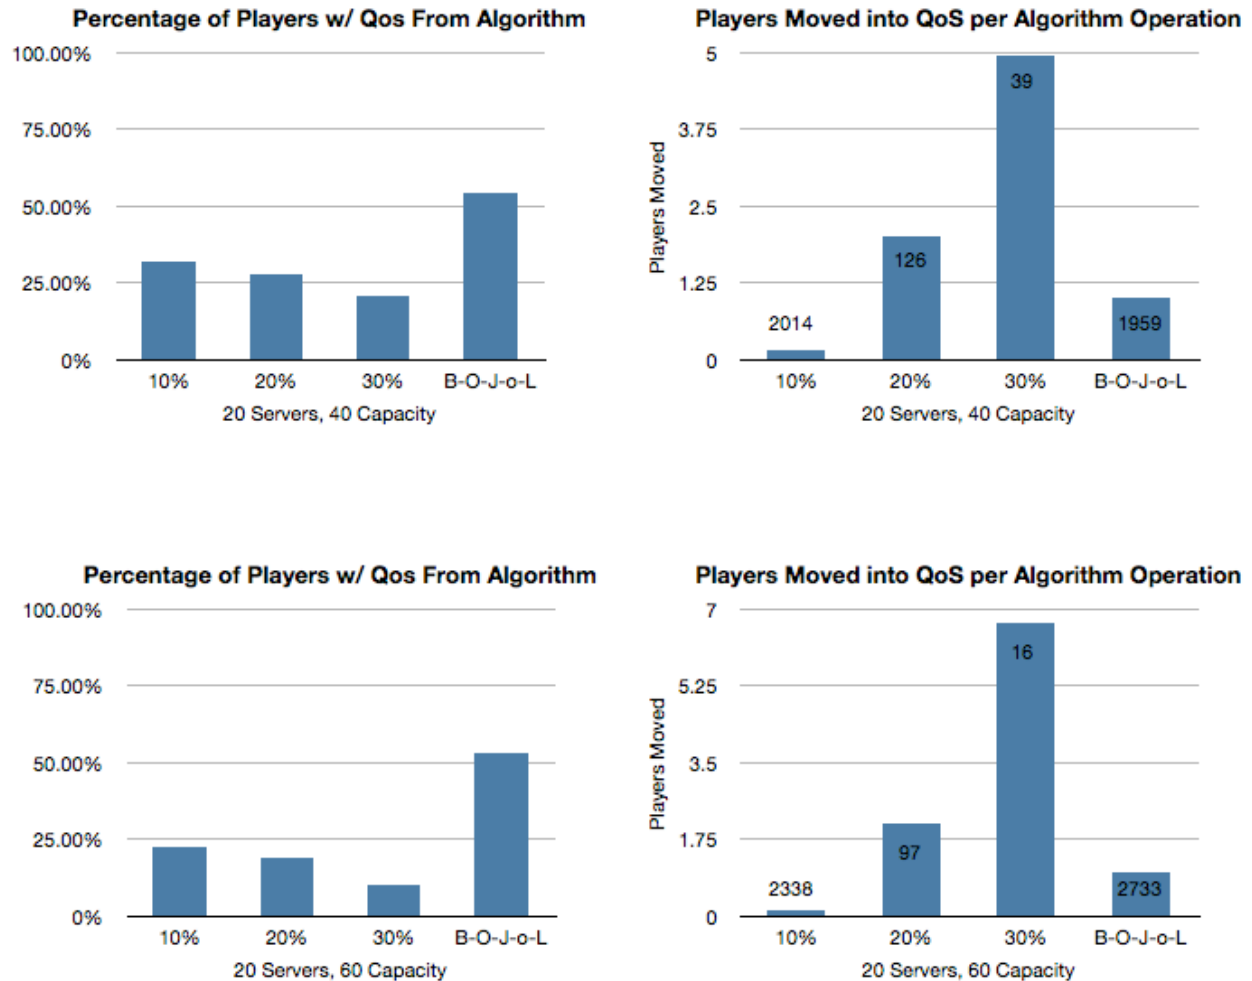 Percentage of Players w/ Qos From Algorithm
100.00%
75.00%
50.00%
25.00%
0%
10% 20% 30% B-O-J-o-L
20 Servers, 40 Capacity
Players Moved into QoS per Algorithm Operation
Players Moved
5
3.75
2.5
1.25
0
2014 126 39 1959
10% 20% 30% B-O-J-o-L
20 Servers, 40 Capacity
Percentage of Players w/ Qos From Algorithm
100.00%
75.00%
50.00%
25.00%
0%
10% 20% 30% B-O-J-o-L
20 Servers, 60 Capacity
Players Moved into QoS per Algorithm Operation
Players Moved
7
5.25
3.5
1.75
0
2338 97 16 2733
10% 20% 30% B-O-J-o-L
20 Servers, 60 Capacity